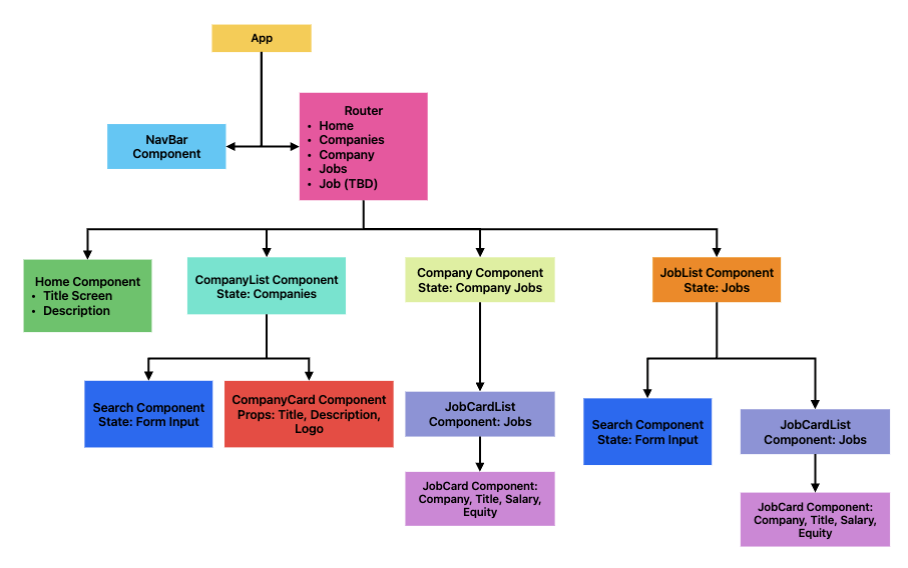 App
Router
• Home
• Companies
• Company
• Jobs
• Job (TBD)
NavBar
Component
Home Component
• Title Screen
• Description
CompanyList Component
State: Companies
Company Component
State: Company Jobs
JobList Component
State: Jobs
Search Component
State: Form Input
CompanyCard Component
Props: Title, Description,
Logo
JobCardList
Component: Jobs
Search Component
State: Form Input
JobCardList
Component: Jobs
JobCard Component:
Company, Title, Salary,
Equity
JobCard Component:
Company, Title, Salary,
Equity